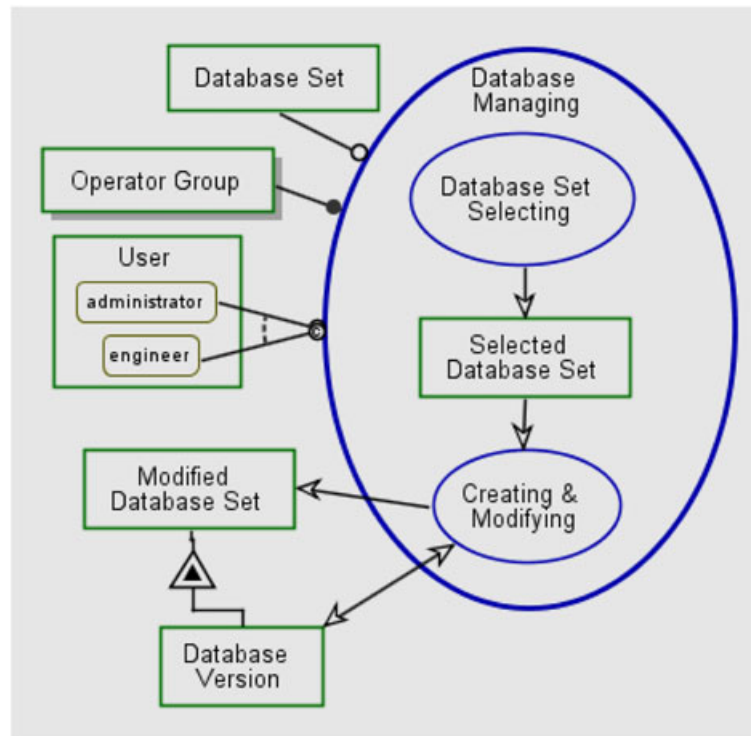 Database Set
Database
Managing
Operator Group
Database Set
Selecting
User
administrator
engineer
c
Selected
Database Set
Modified
Database Set
Creating &
Modifying
Database
Version